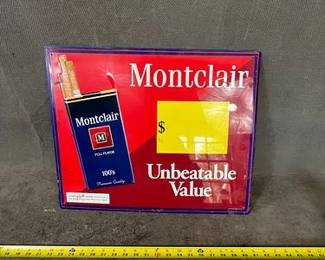 Montclair
$
Unbeatable
Value
Montclair
M
FULL FLAVOR
100's
Premium Quality